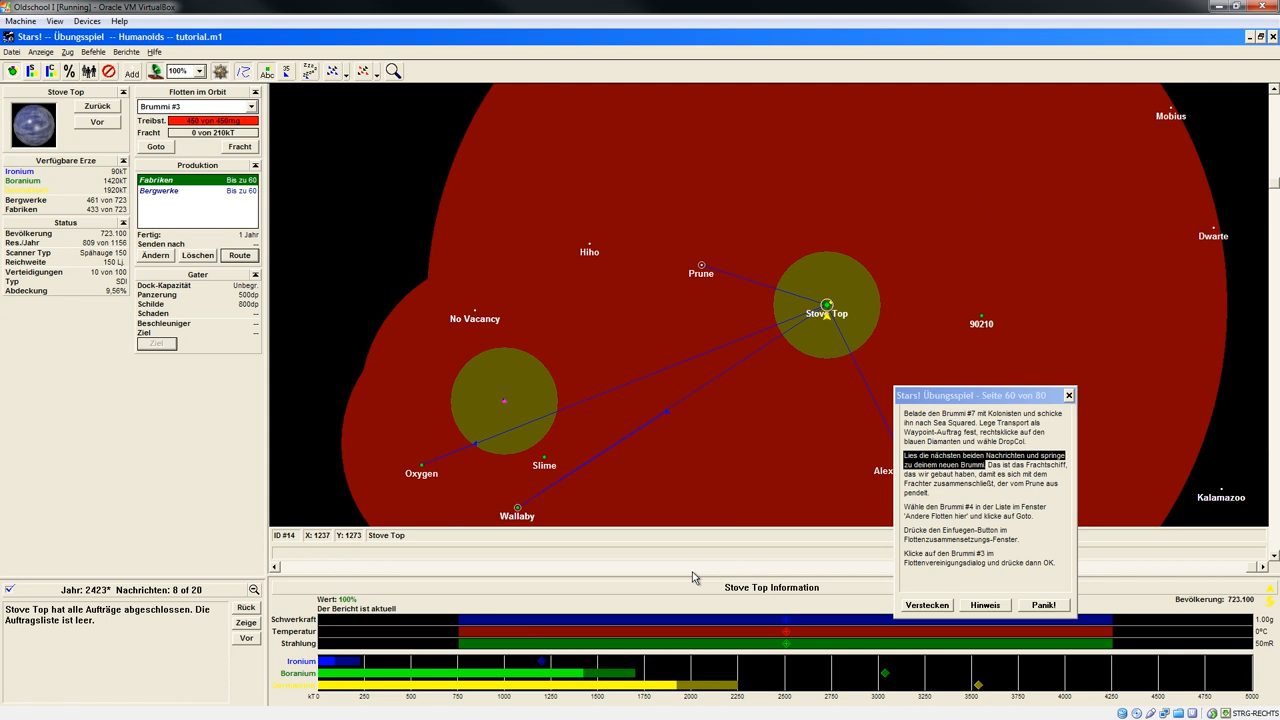 Oldschool I [Running] - Oracle VM VirtualBox
Machine View Devices Help
Stars! -- Übungsspiel -- Humanoids -- tutorial.m1
Datei Anzeige Zug Befehle Berichte Hilfe
Add 100% Abc 35 zzz
Stove Top
Zurück
Vor
Verfügbare Erze
Ironium 90kT
Boranium 1420kT
1920kT
Bergwerke 461 von 723
Fabriken 433 von 723
Status
Bevölkerung 723.100
Res./Jahr 809 von 1156
Scanner Typ Spähauge 150
Reichweite 150 Lj.
Verteidigungen 10 von 100
Typ SDI
Abdeckung 9,56%
Flotten im Orbit
Brummi #3
Treibst. 450 von 450mg
Fracht 0 von 210kT
Goto Fracht
Produktion
Fabriken Bis zu 60
Bergwerke Bis zu 60
Fertig: 1 Jahr
Senden nach --
Ändern Löschen Route
Gater
Dock-Kapazität Unbegr.
Panzerung 500dp
Schilde 800dp
Schaden --
Beschleuniger --
Ziel --
Ziel
Mobius
Dwarte
Hiho
Prune
No Vacancy
Stove Top
90210
Oxygen
Slime
Alex
Wallaby
Kalamazoo
ID #14 X: 1237 Y: 1273 Stove Top
Stars! Übungsspiel - Seite 60 von 80
Belade den Brummi #7 mit Kolonisten und schicke
ihn nach Sea Squared. Lege Transport als
Waypoint-Auftrag fest, rechtsklicke auf den
blauen Diamanten und wähle DropCol.
Lies die nächsten beiden Nachrichten und springe
zu deinem neuen Brummi. Das ist das Frachtschiff,
das wir gebaut haben, damit es sich mit dem
Frachter zusammenschließt, der vom Prune aus
pendelt.
Wähle den Brummi #4 in der Liste im Fenster
'Andere Flotten hier' und klicke auf Goto.
Drücke den Einfuegen-Button im
Flottenzusammensetzungs-Fenster.
Klicke auf den Brummi #3 im
Flottenvereinigungsdialog und drücke dann OK.
Verstecken Hinweis Panik!
Jahr: 2423* Nachrichten: 8 of 20
Stove Top hat alle Aufträge abgeschlossen. Die
Auftragsliste ist leer.
Rück
Zeige
Vor
Stove Top Information
Wert: 100%
Der Bericht ist aktuell
Bevölkerung: 723.100
Schwerkraft 1.00g
Temperatur 0°C
Strahlung 50mR
Ironium
Boranium
kT0 250 500 750 1000 1250 1500 1750 2000 2250 2500 2750 3000 3250 3500 3750 4000 4250 4500 4750 5000
STRG-RECHTS